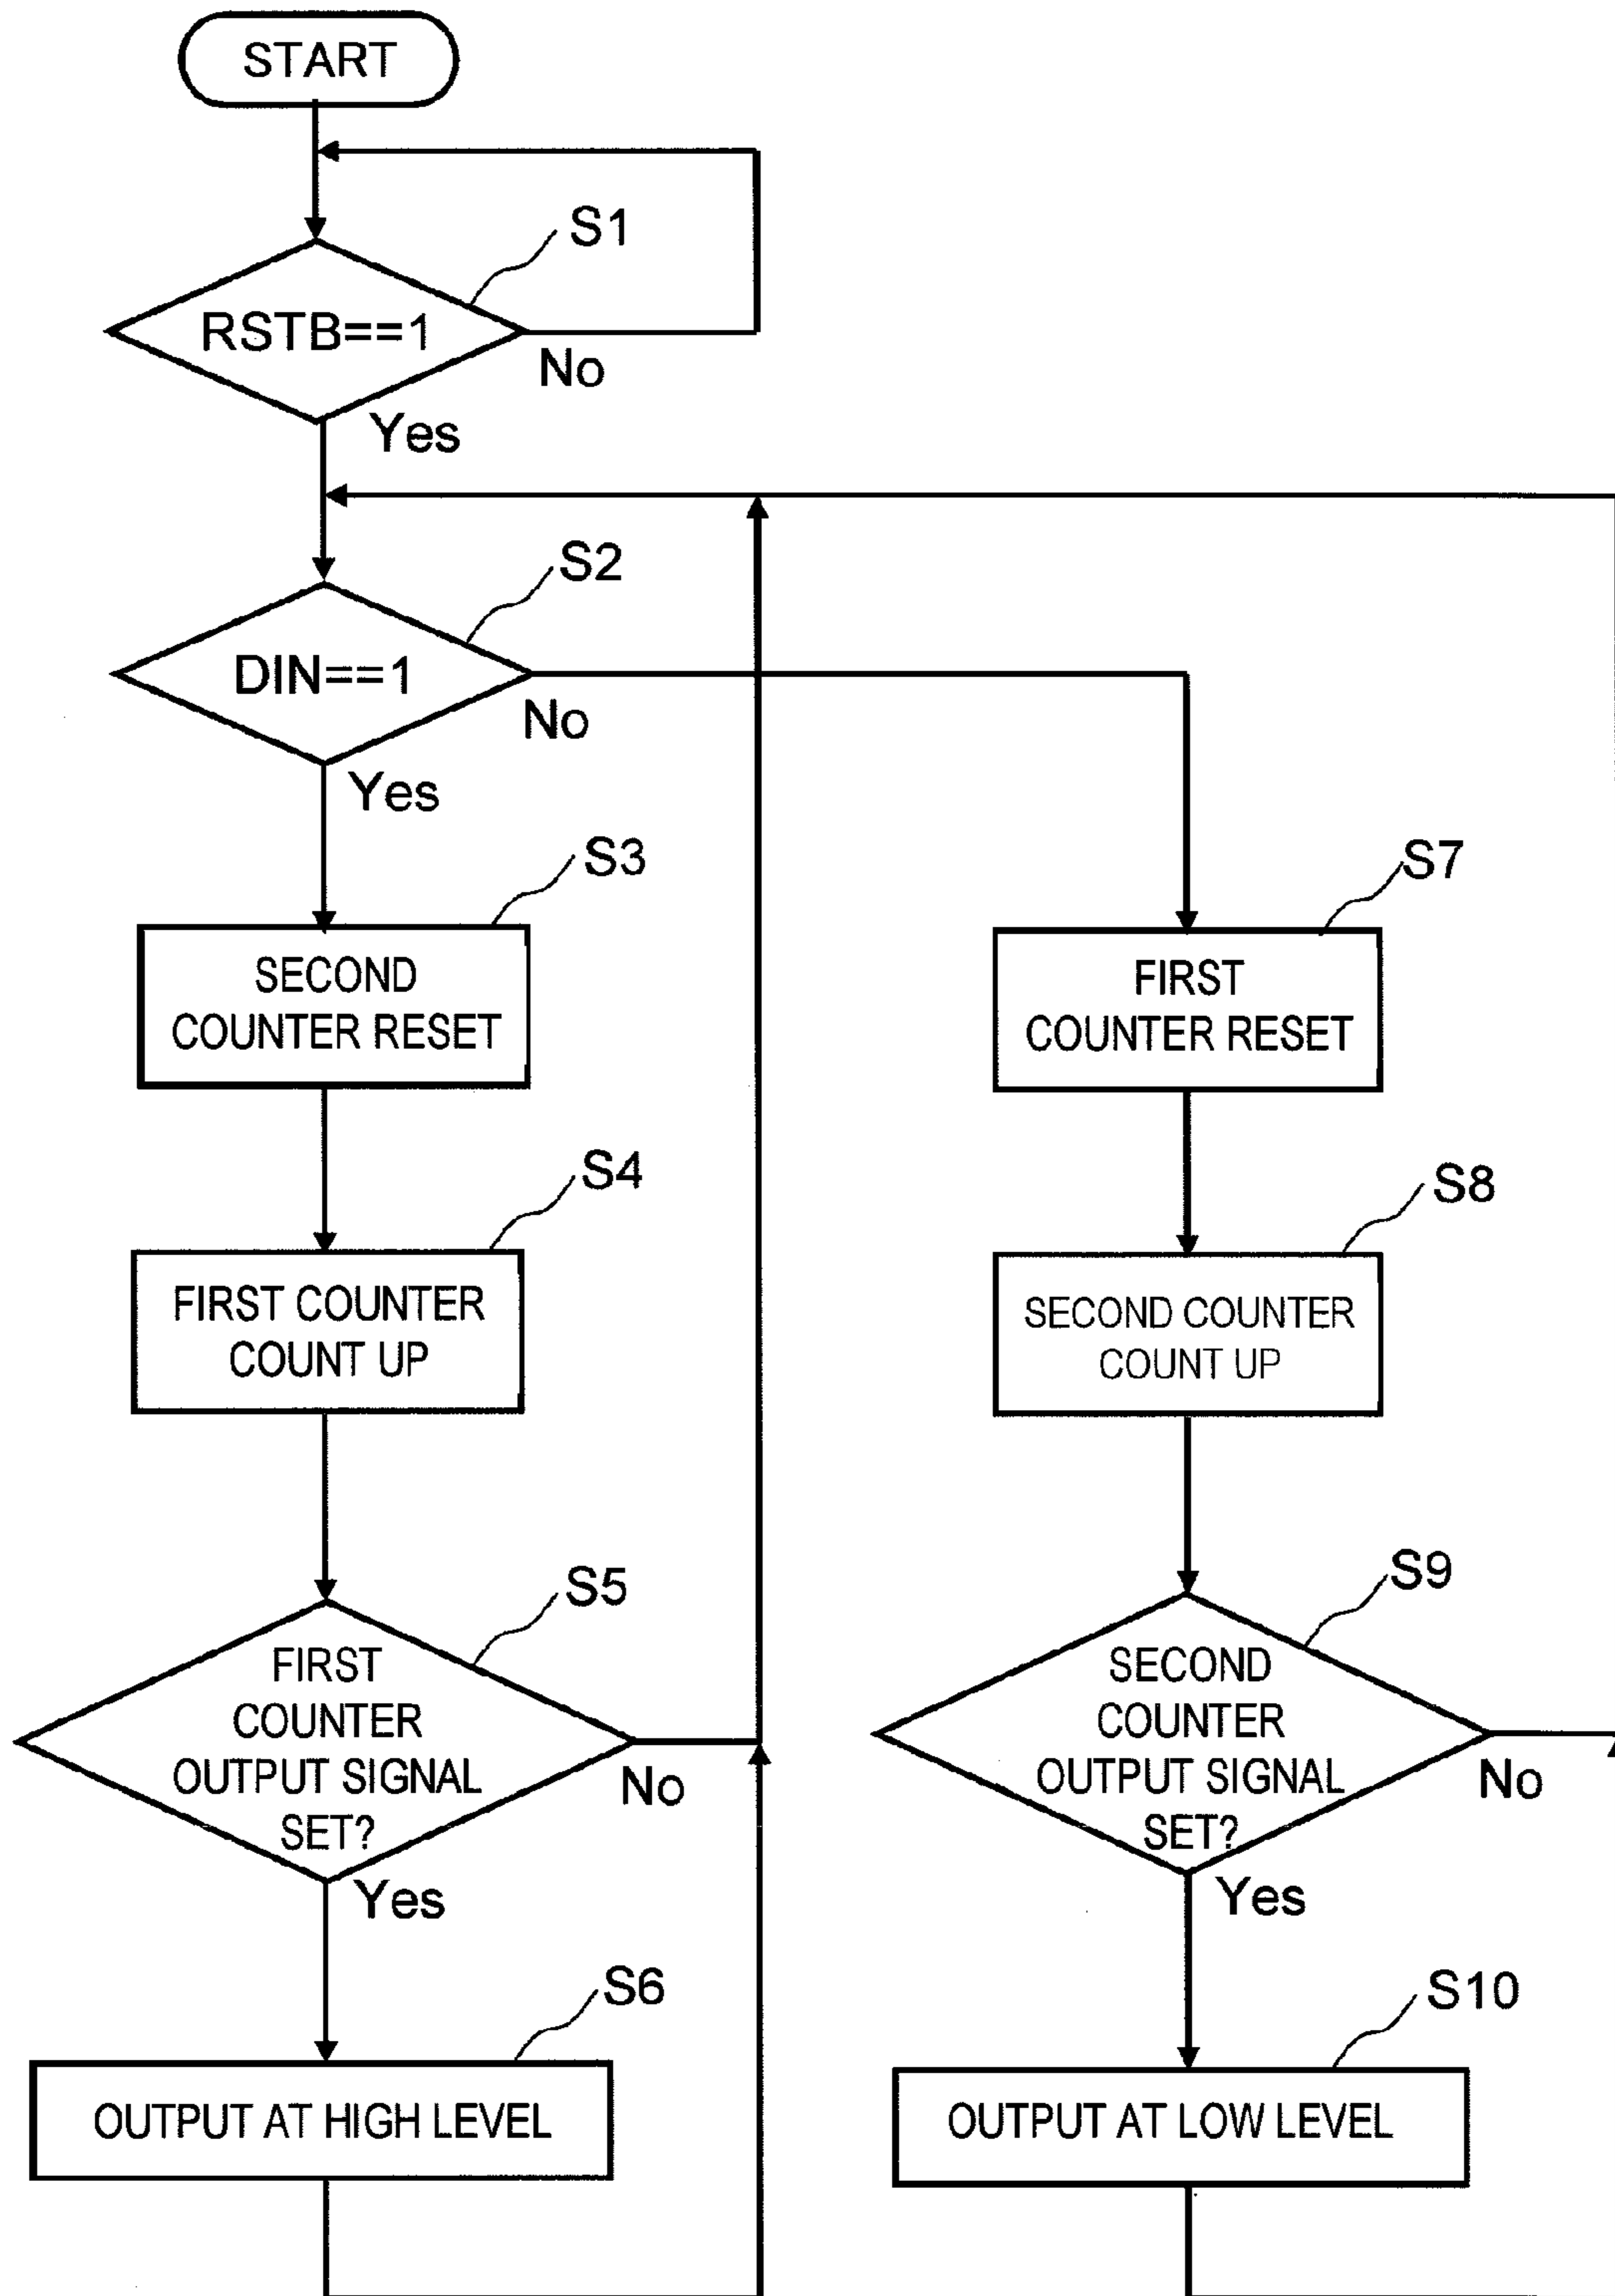 START
S1
RSTB==1
No
Yes
S2
DIN==1
No
Yes
S3
SECOND
COUNTER RESET
S7
FIRST
COUNTER RESET
S4
FIRST COUNTER
COUNT UP
S8
SECOND COUNTER
COUNT UP
S5
FIRST
COUNTER
OUTPUT SIGNAL
SET?
No
Yes
S9
SECOND
COUNTER
OUTPUT SIGNAL
SET?
No
Yes
S6
OUTPUT AT HIGH LEVEL
S10
OUTPUT AT LOW LEVEL